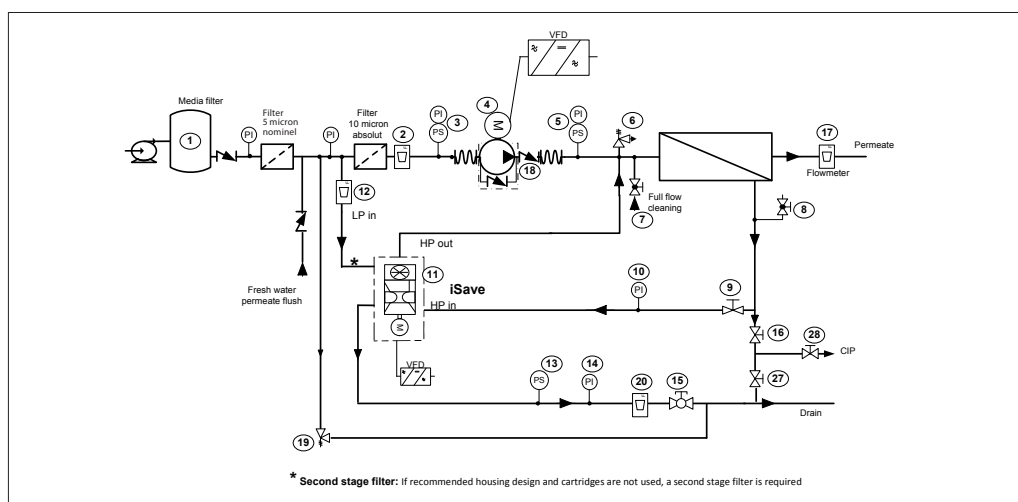 VFD
Media filter
Filter
5 micron
nominel
Filter
10 micron
absolut
1
PI
PI
2
PI
PS
3
4
M
5
PI
PS
6
17
Permeate
Flowmeter
18
12
LP in
Full flow
cleaning
7
8
HP out
Fresh water
permeate flush
*
11
iSave
HP in
M
10
PI
9
16
28
CIP
VFD
13
PS
14
PI
20
15
27
Drain
19
* Second stage filter: If recommended housing design and cartridges are not used, a second stage filter is required